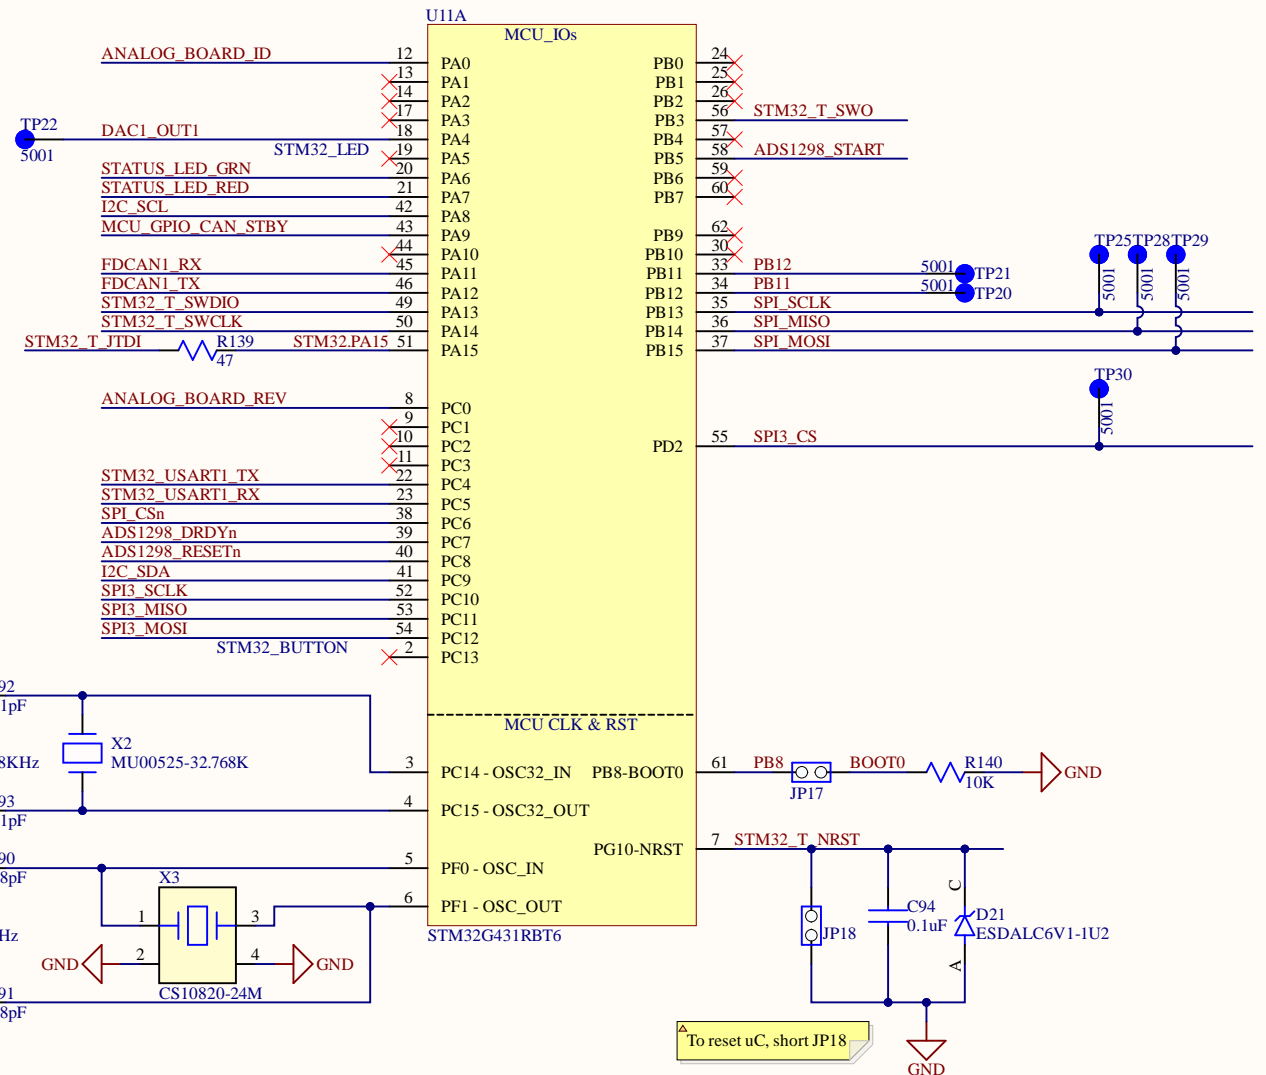 U11A
MCU_IOs
ANALOG_BOARD_ID 12 PA0 PB0 24
13 PA1 PB1 25
14 PA2 PB2 26
17 PA3 PB3 56 STM32_T_SWO
TP22 5001 DAC1_OUT1 18 PA4 PB4 57
STM32_LED 19 PA5 PB5 58 ADS1298_START
STATUS_LED_GRN 20 PA6 PB6 59
STATUS_LED_RED 21 PA7 PB7 60
I2C_SCL 42 PA8
MCU_GPIO_CAN_STBY 43 PA9 PB9 62
44 PA10 PB10 30
FDCAN1_RX 45 PA11 PB11 33 PB12 5001 TP21
FDCAN1_TX 46 PA12 PB12 34 PB11 5001 TP20
STM32_T_SWDIO 49 PA13 PB13 35 SPI_SCLK
STM32_T_SWCLK 50 PA14 PB14 36 SPI_MISO
STM32_T_JTDI R139 47 STM32.PA15 51 PA15 PB15 37 SPI_MOSI
TP25 TP28 TP29
5001 5001 5001
ANALOG_BOARD_REV 8 PC0
9 PC1
10 PC2 PD2 55 SPI3_CS
TP30
5001
11 PC3
STM32_USART1_TX 22 PC4
STM32_USART1_RX 23 PC5
SPI_CSn 38 PC6
ADS1298_DRDYn 39 PC7
ADS1298_RESETn 40 PC8
I2C_SDA 41 PC9
SPI3_SCLK 52 PC10
SPI3_MISO 53 PC11
SPI3_MOSI 54 PC12
STM32_BUTTON 2 PC13
92
1pF
MCU CLK & RST
X2
8KHz MU00525-32.768K
3 PC14 - OSC32_IN PB8-BOOT0 61 PB8 JP17 BOOT0 R140 10K GND
93
1pF
4 PC15 - OSC32_OUT
PG10-NRST 7 STM32_T_NRST
90
8pF
5 PF0 - OSC_IN
X3
6 PF1 - OSC_OUT
1 3
2 4
Hz
GND GND
CS10820-24M
91
8pF
STM32G431RBT6
JP18
C94
0.1uF
C
D21
ESDALC6V1-1U2
A
To reset uC, short JP18
GND